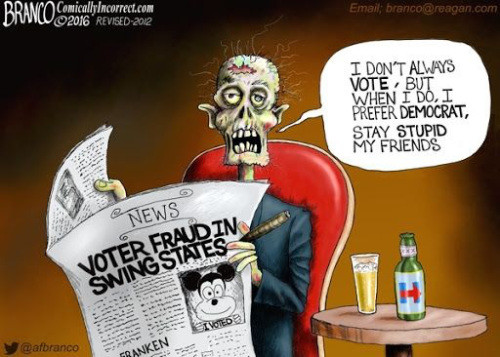 BRANCO ComicallyIncorrect.com
©2016 REVISED-2012
Email; branco@reagan.com
I DON'T ALWAYS
VOTE, BUT
WHEN I DO, I
PREFER DEMOCRAT,
STAY STUPID
MY FRIENDS
NEWS
VOTER FRAUD IN
SWING STATES
I VOTED
FRANKEN
@afbranco